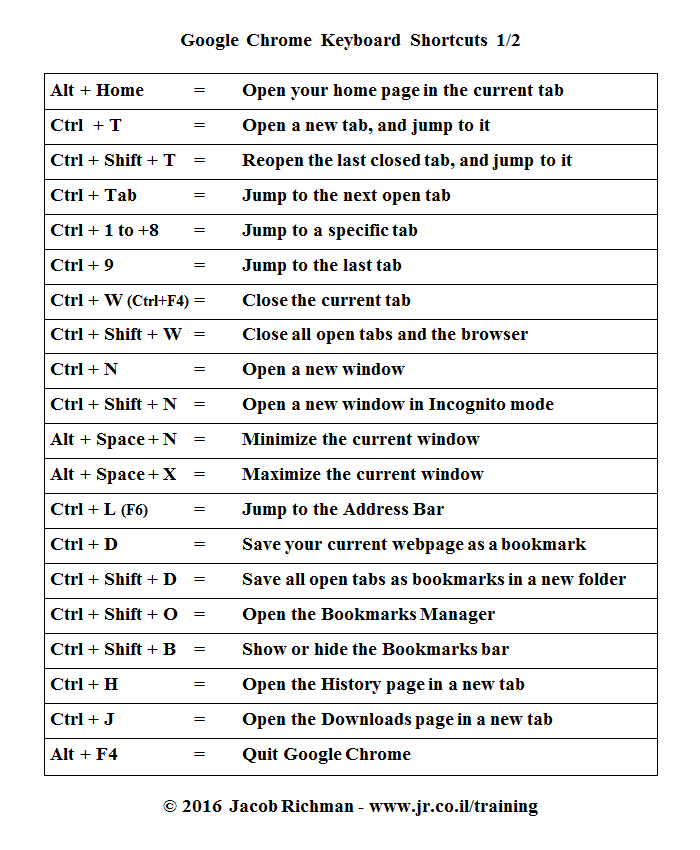 Google Chrome Keyboard Shortcuts 1/2
Alt + Home = Open your home page in the current tab
Ctrl + T = Open a new tab, and jump to it
Ctrl + Shift + T = Reopen the last closed tab, and jump to it
Ctrl + Tab = Jump to the next open tab
Ctrl + 1 to +8 = Jump to a specific tab
Ctrl + 9 = Jump to the last tab
Ctrl + W (Ctrl+F4) = Close the current tab
Ctrl + Shift + W = Close all open tabs and the browser
Ctrl + N = Open a new window
Ctrl + Shift + N = Open a new window in Incognito mode
Alt + Space + N = Minimize the current window
Alt + Space + X = Maximize the current window
Ctrl + L (F6) = Jump to the Address Bar
Ctrl + D = Save your current webpage as a bookmark
Ctrl + Shift + D = Save all open tabs as bookmarks in a new folder
Ctrl + Shift + O = Open the Bookmarks Manager
Ctrl + Shift + B = Show or hide the Bookmarks bar
Ctrl + H = Open the History page in a new tab
Ctrl + J = Open the Downloads page in a new tab
Alt + F4 = Quit Google Chrome
© 2016 Jacob Richman - www.jr.co.il/training